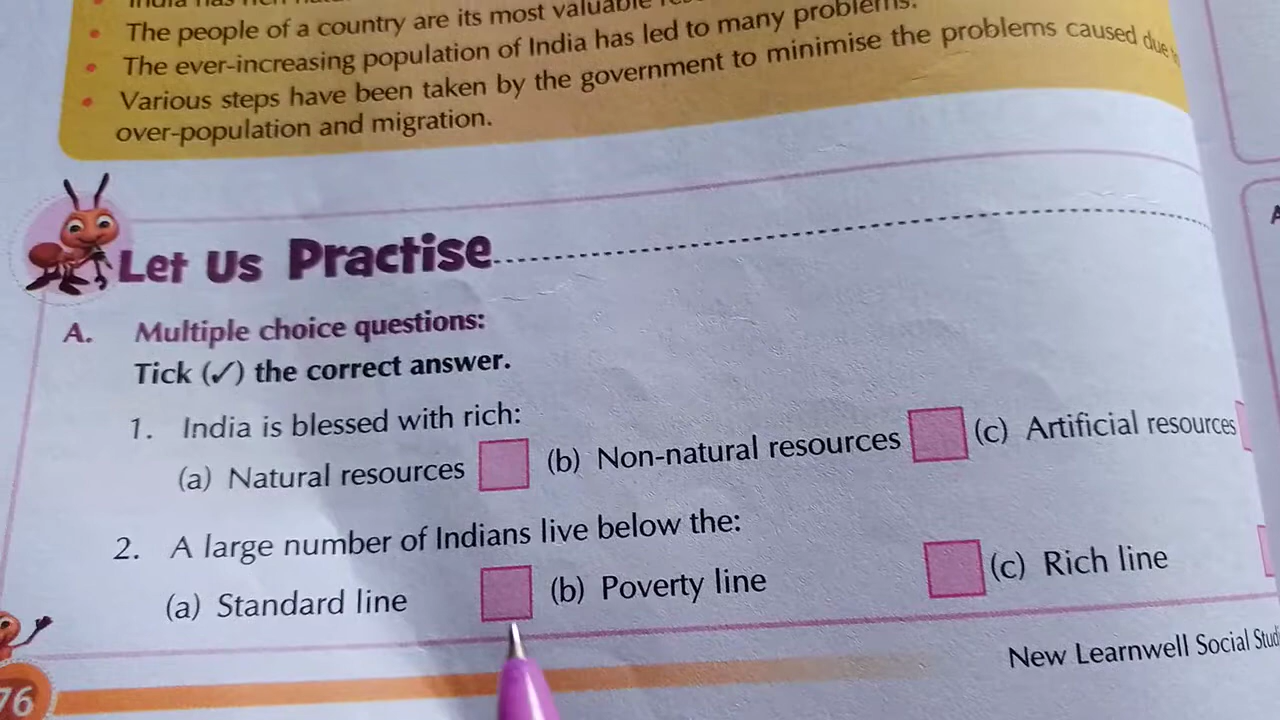 The people of a country are its most valuable
The ever-increasing population of India has led to many problems.
Various steps have been taken by the government to minimise the problems caused due
over-population and migration.
Let Us Practise
A. Multiple choice questions:
Tick (✓) the correct answer.
1. India is blessed with rich:
(a) Natural resources (b) Non-natural resources (c) Artificial resources
2. A large number of Indians live below the:
(a) Standard line (b) Poverty line (c) Rich line
76
New Learnwell Social